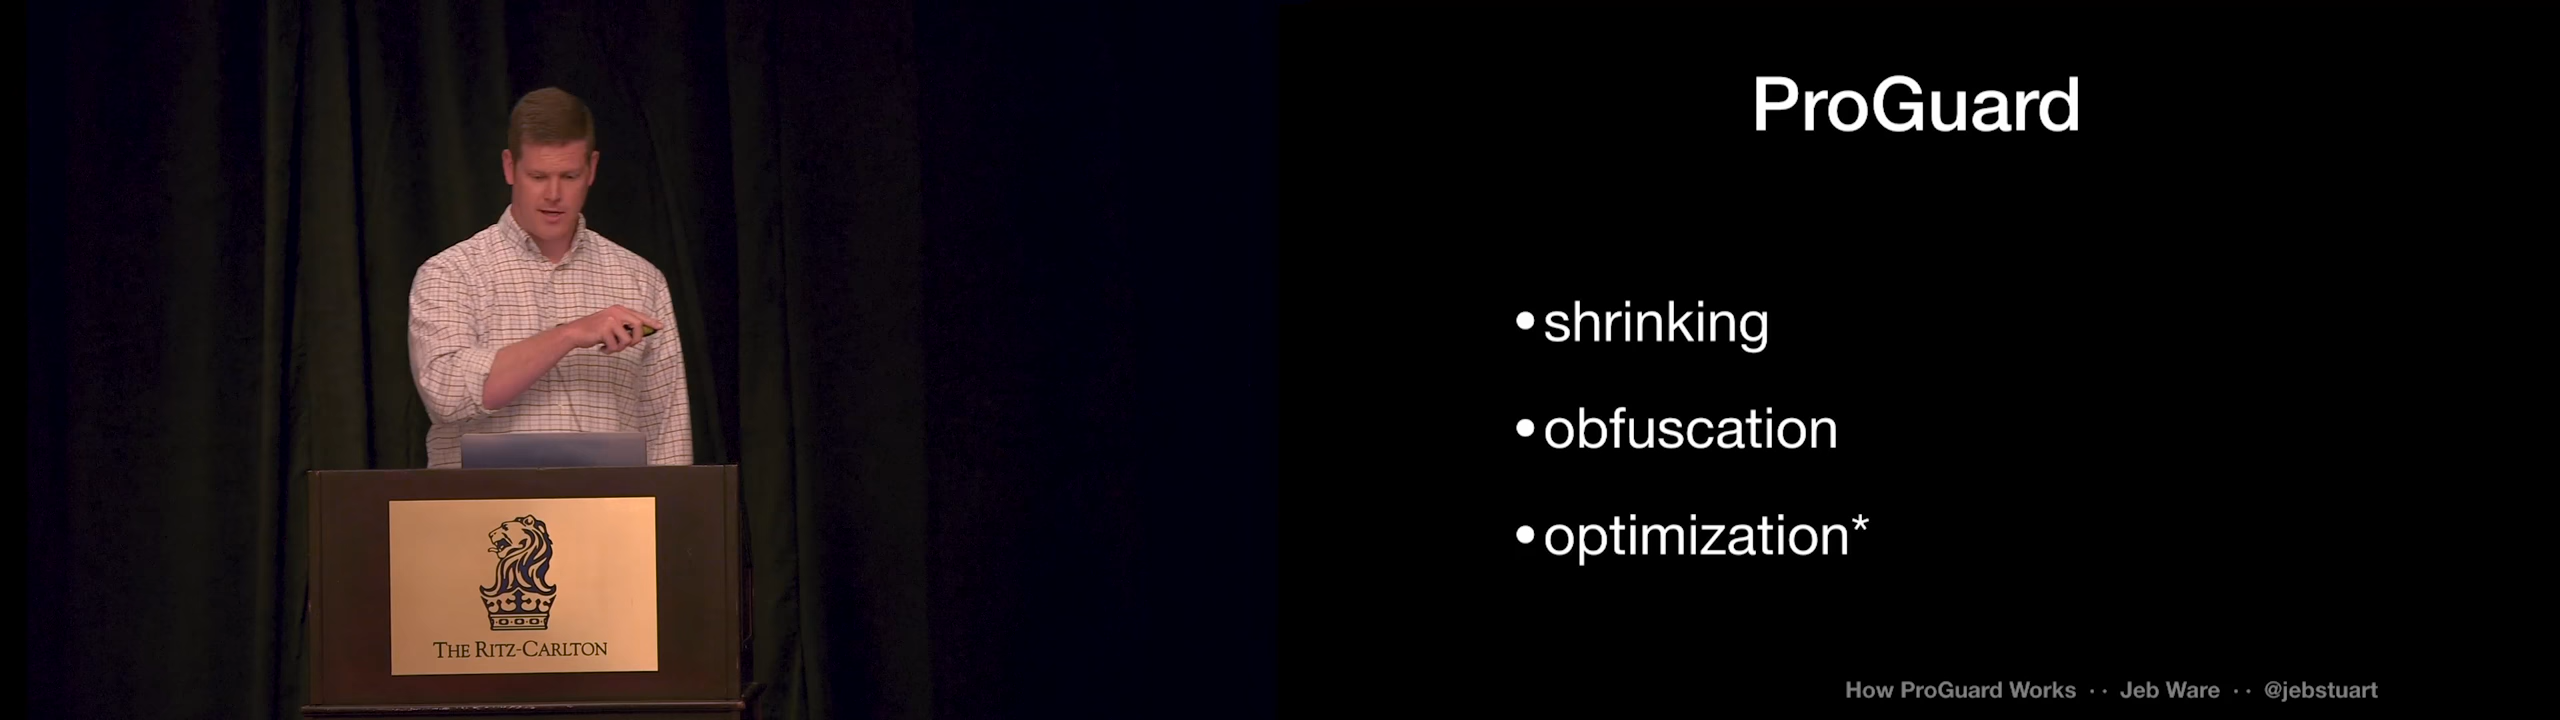 THE RITZ-CARLTON
ProGuard
•shrinking
•obfuscation
•optimization*
How ProGuard Works ·· Jeb Ware ·· @jebstuart